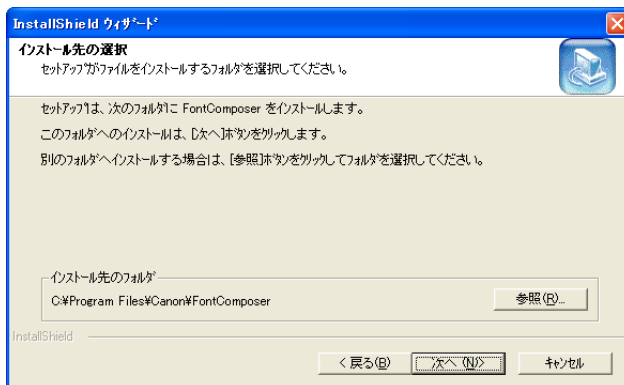 InstallShield ウィザード
インストール先の選択
セットアップがファイルをインストールするフォルダを選択してください。
セットアップは、次のフォルダに FontComposer をインストールします。
このフォルダへのインストールは、[次へ]ボタンをクリックします。
別のフォルダへインストールする場合は、[参照]ボタンをクリックしてフォルダを選択してください。
インストール先のフォルダ
C:¥Program Files¥Canon¥FontComposer
参照(R)...
InstallShield
< 戻る(B)
次へ (N)>
キャンセル